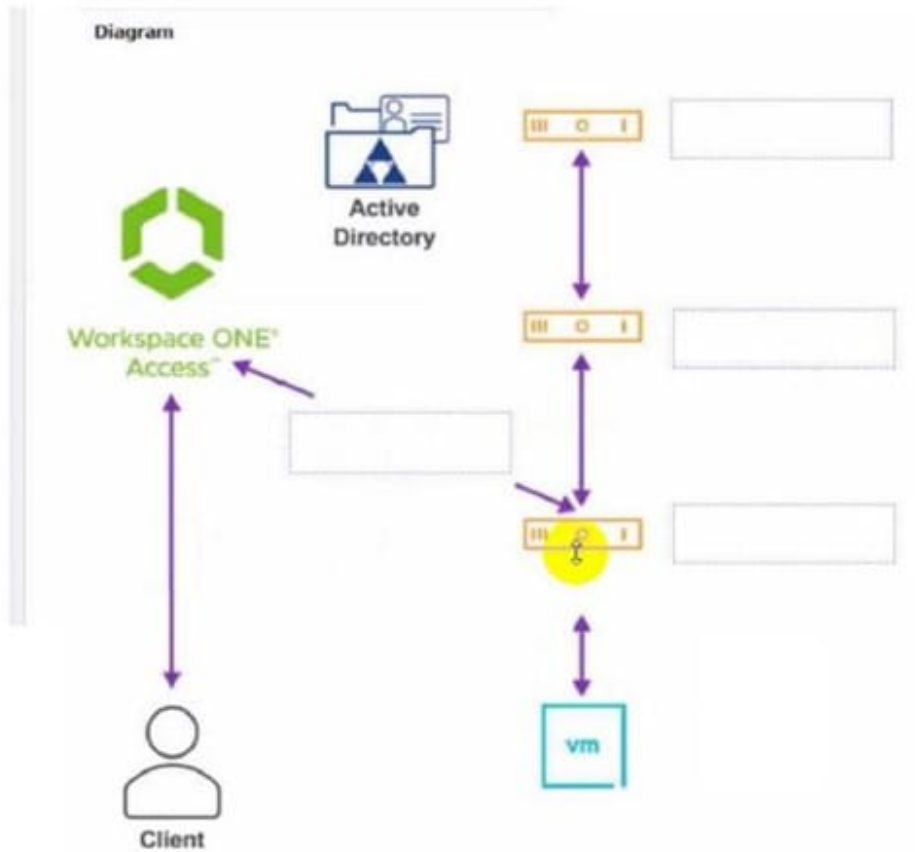 Diagram
Active
Directory
Workspace ONE®
Access™
vm
Client